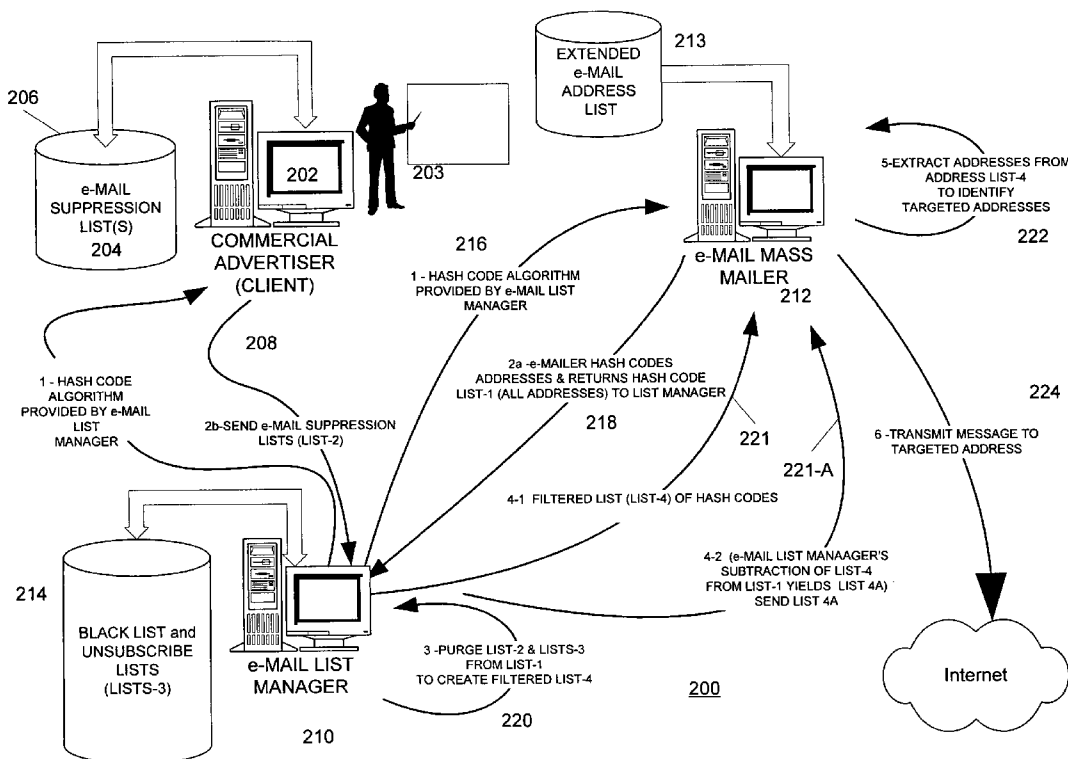 206
e-MAIL
SUPPRESSION
LIST(S)
204
202
COMMERCIAL
ADVERTISER
(CLIENT)
203
EXTENDED
e-MAIL
ADDRESS
LIST
213
e-MAIL MASS
MAILER
212
5-EXTRACT ADDRESSES FROM
ADDRESS LIST-4
TO IDENTIFY
TARGETED ADDRESSES
222
216
1 - HASH CODE ALGORITHM
PROVIDED BY e-MAIL LIST
MANAGER
208
1 - HASH CODE
ALGORITHM
PROVIDED BY e-MAIL
LIST
MANAGER
2b-SEND e-MAIL SUPPRESSION
LISTS (LIST-2)
2a -e-MAILER HASH CODES
ADDRESSES & RETURNS HASH CODE
LIST-1 (ALL ADDRESSES) TO LIST MANAGER
218
221
221-A
224
6 -TRANSMIT MESSAGE TO
TARGETED ADDRESS
4-1 FILTERED LIST (LIST-4) OF HASH CODES
4-2 (e-MAIL LIST MANAAGER'S
SUBTRACTION OF LIST-4
FROM LIST-1 YIELDS LIST 4A)
SEND LIST 4A
214
BLACK LIST and
UNSUBSCRIBE
LISTS
(LISTS-3)
e-MAIL LIST
MANAGER
210
3 -PURGE LIST-2 & LISTS-3
FROM LIST-1
TO CREATE FILTERED LIST-4
220
200
Internet